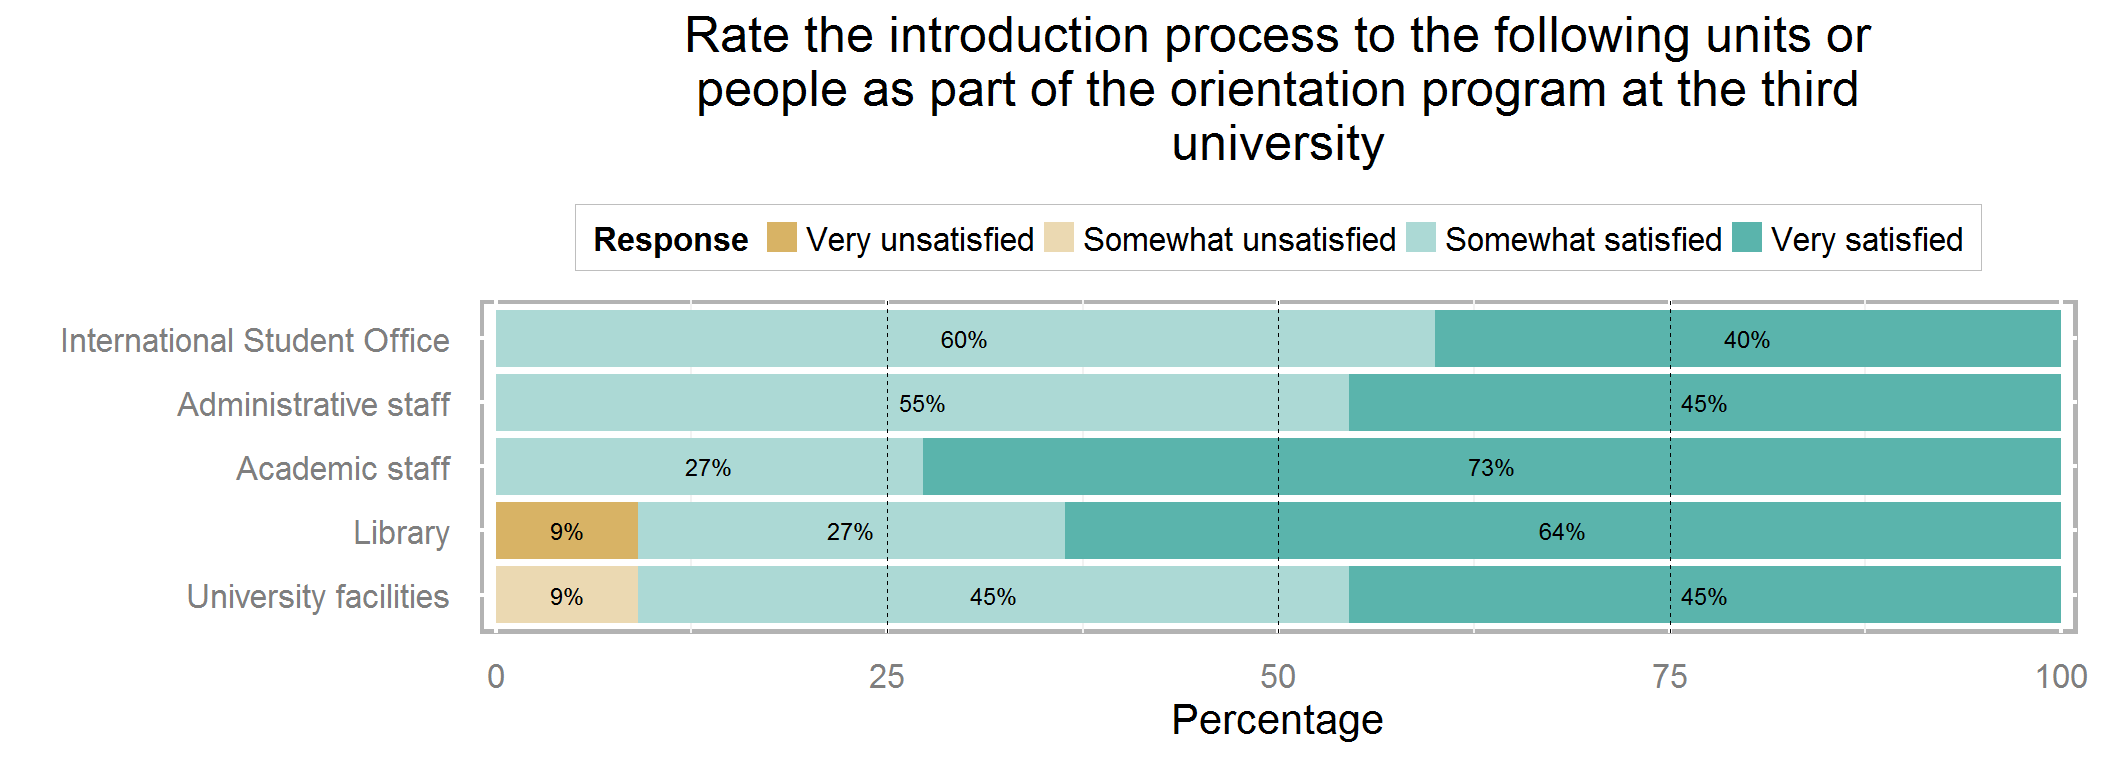 Rate the introduction process to the following units or
people as part of the orientation program at the third
university
Response Very unsatisfied Somewhat unsatisfied Somewhat satisfied Very satisfied
International Student Office 60% 40%
Administrative staff 55% 45%
Academic staff 27% 73%
Library 9% 27% 64%
University facilities 9% 45% 45%
0 25 50 75 100
Percentage